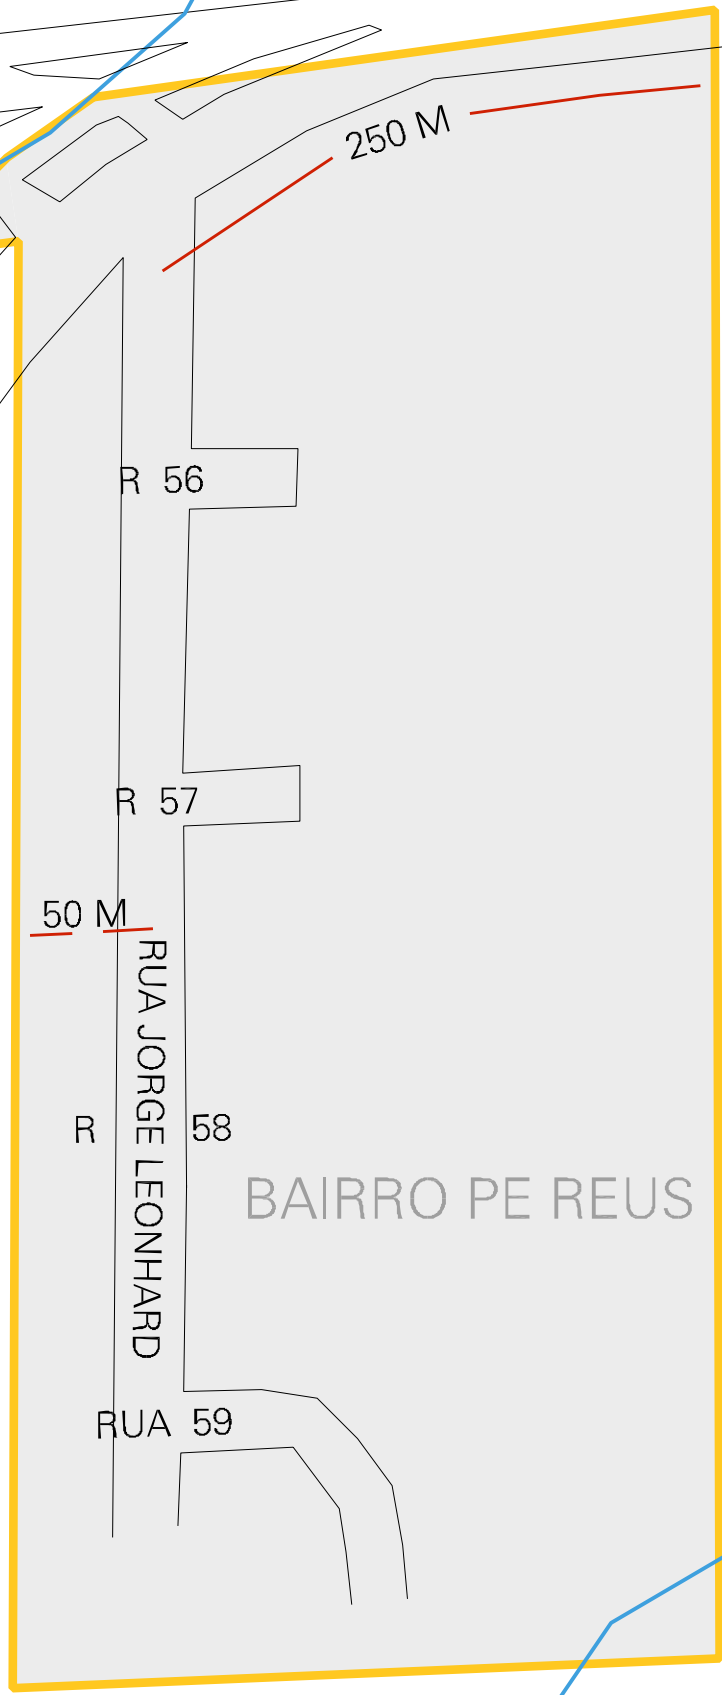 250 M
R 56
R 57
50 M
RUA JORGE LEONHARD
R 58
BAIRRO PE REUS
RUA 59